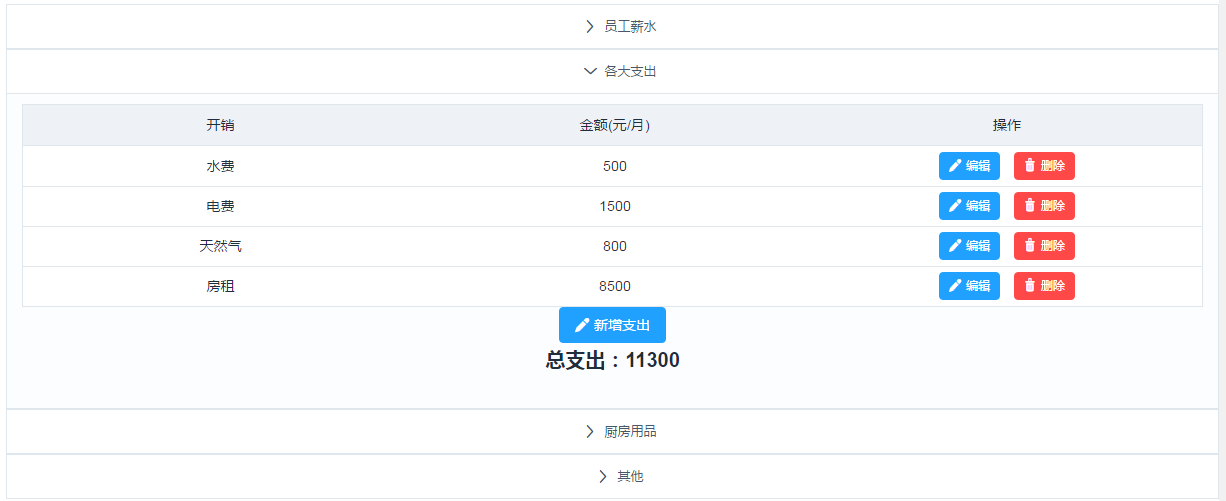 员工薪水
各大支出
开销 金额(元/月) 操作
水费 500 编辑 删除
电费 1500 编辑 删除
天然气 800 编辑 删除
房租 8500 编辑 删除
新增支出
总支出：11300
厨房用品
其他